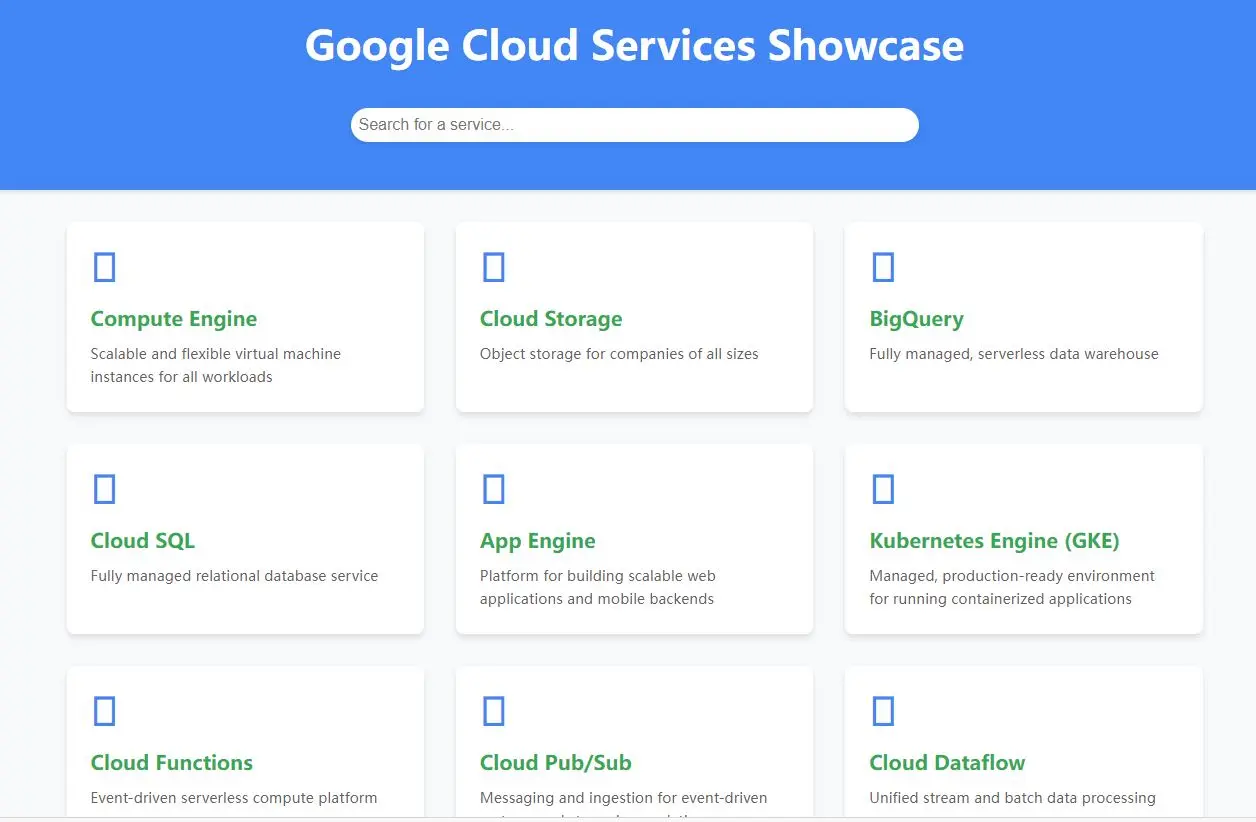 Google Cloud Services Showcase
Search for a service...
Compute Engine
Scalable and flexible virtual machine
instances for all workloads
Cloud Storage
Object storage for companies of all sizes
BigQuery
Fully managed, serverless data warehouse
Cloud SQL
Fully managed relational database service
App Engine
Platform for building scalable web
applications and mobile backends
Kubernetes Engine (GKE)
Managed, production-ready environment
for running containerized applications
Cloud Functions
Event-driven serverless compute platform
Cloud Pub/Sub
Messaging and ingestion for event-driven
Cloud Dataflow
Unified stream and batch data processing